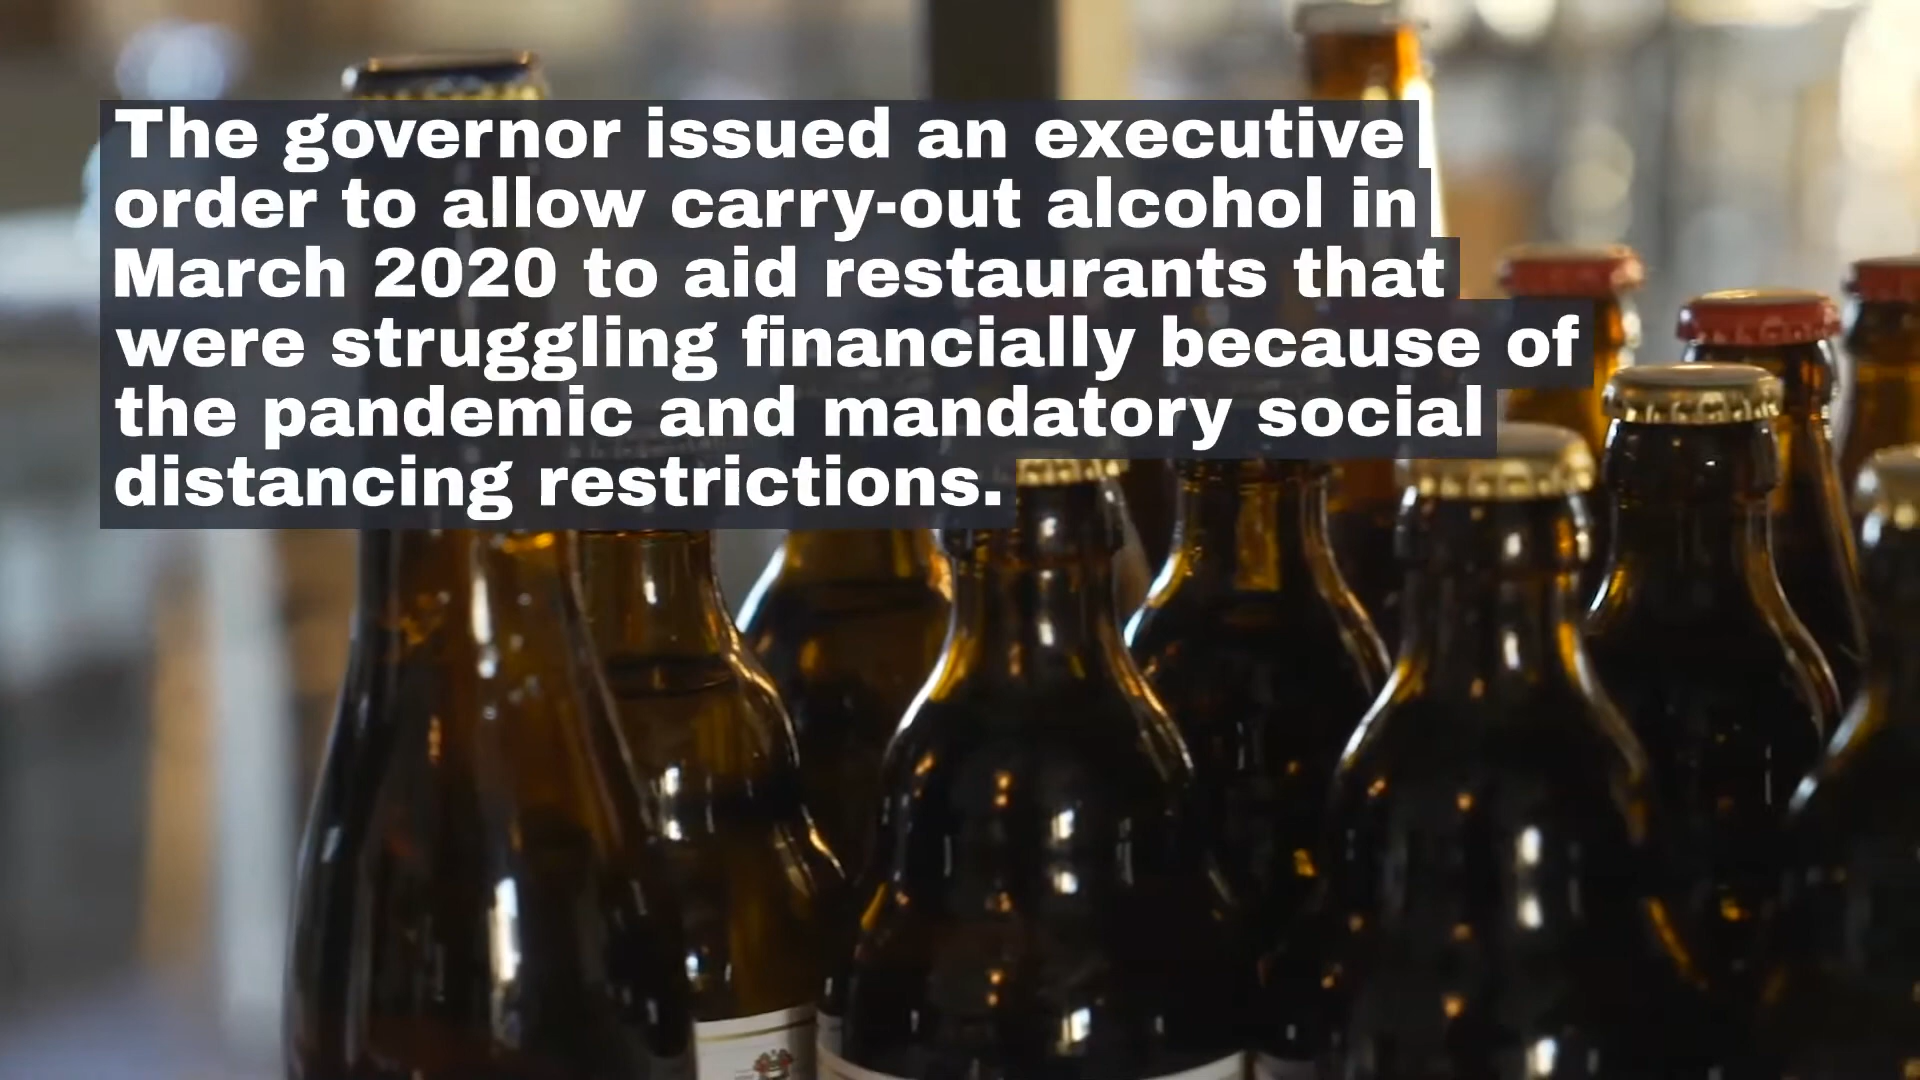 The governor issued an executive
order to allow carry-out alcohol in
March 2020 to aid restaurants that
were struggling financially because of
the pandemic and mandatory social
distancing restrictions.